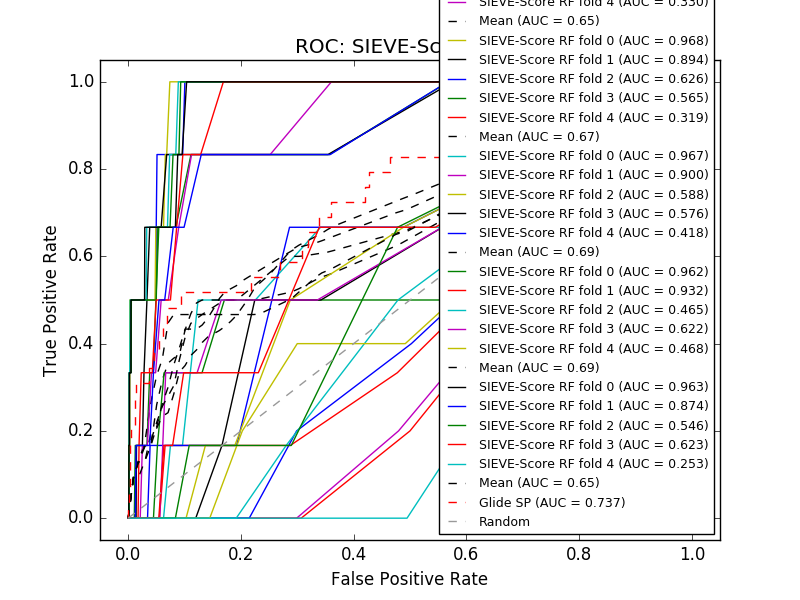 ROC: SIEVE-Sc
SIEVE-Score RF fold 4 (AUC = 0.330)
Mean (AUC = 0.65)
SIEVE-Score RF fold 0 (AUC = 0.968)
SIEVE-Score RF fold 1 (AUC = 0.894)
SIEVE-Score RF fold 2 (AUC = 0.626)
SIEVE-Score RF fold 3 (AUC = 0.565)
SIEVE-Score RF fold 4 (AUC = 0.319)
Mean (AUC = 0.67)
SIEVE-Score RF fold 0 (AUC = 0.967)
SIEVE-Score RF fold 1 (AUC = 0.900)
SIEVE-Score RF fold 2 (AUC = 0.588)
SIEVE-Score RF fold 3 (AUC = 0.576)
SIEVE-Score RF fold 4 (AUC = 0.418)
Mean (AUC = 0.69)
SIEVE-Score RF fold 0 (AUC = 0.962)
SIEVE-Score RF fold 1 (AUC = 0.932)
SIEVE-Score RF fold 2 (AUC = 0.465)
SIEVE-Score RF fold 3 (AUC = 0.622)
SIEVE-Score RF fold 4 (AUC = 0.468)
Mean (AUC = 0.69)
SIEVE-Score RF fold 0 (AUC = 0.963)
SIEVE-Score RF fold 1 (AUC = 0.874)
SIEVE-Score RF fold 2 (AUC = 0.546)
SIEVE-Score RF fold 3 (AUC = 0.623)
SIEVE-Score RF fold 4 (AUC = 0.253)
Mean (AUC = 0.65)
Glide SP (AUC = 0.737)
Random
True Positive Rate
1.0
0.8
0.6
0.4
0.2
0.0
0.0 0.2 0.4 0.6 0.8 1.0
False Positive Rate